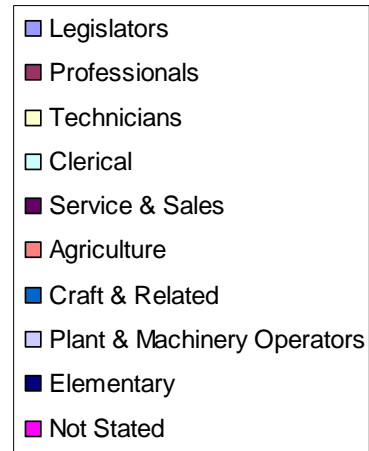 Legislators
Professionals
Technicians
Clerical
Service & Sales
Agriculture
Craft & Related
Plant & Machinery Operators
Elementary
Not Stated